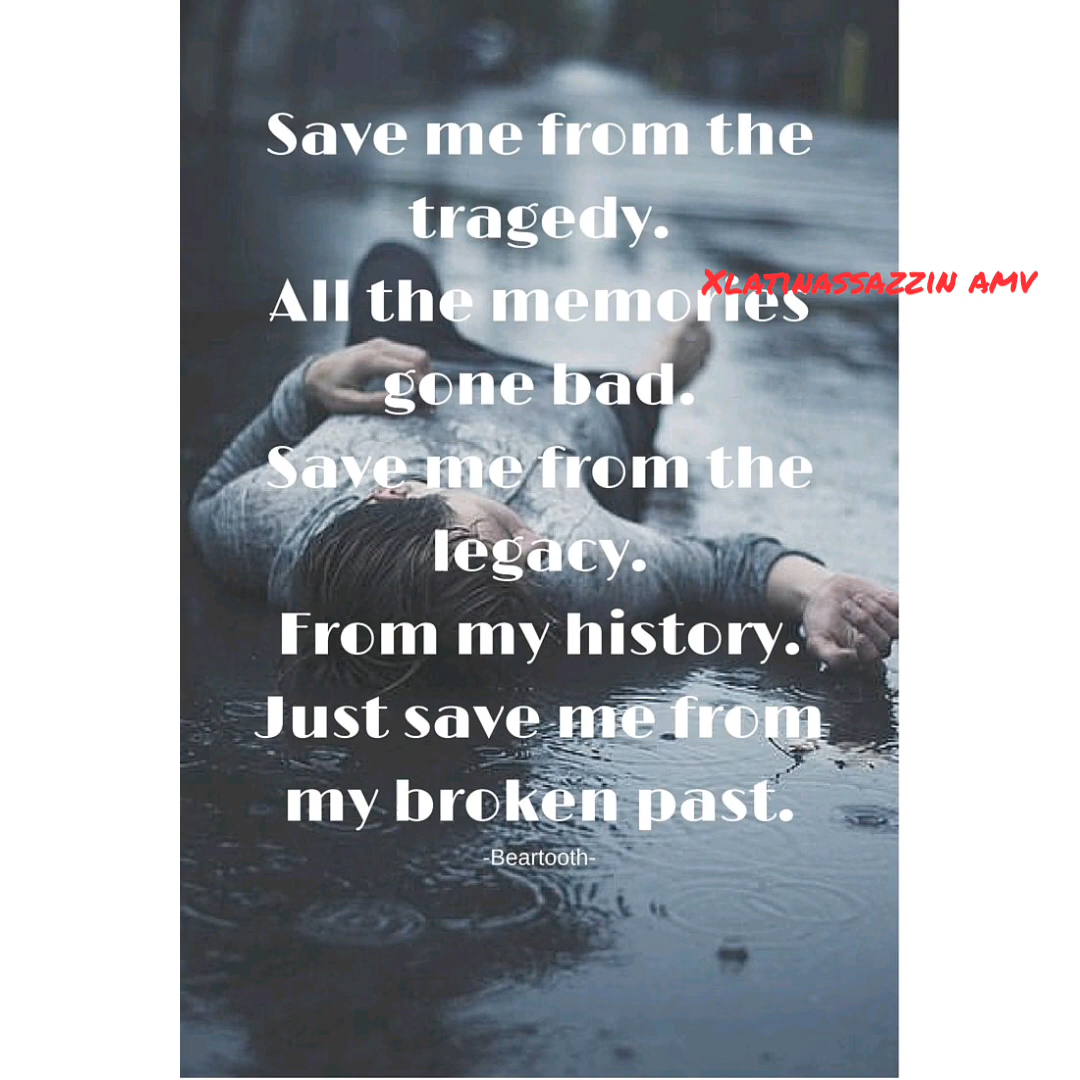 Save me from the
tragedy.
Xlatinassazzin amv
All the memories
gone bad.
Save me from the
legacy.
From my history.
Just save me from
my broken past.
-Beartooth-